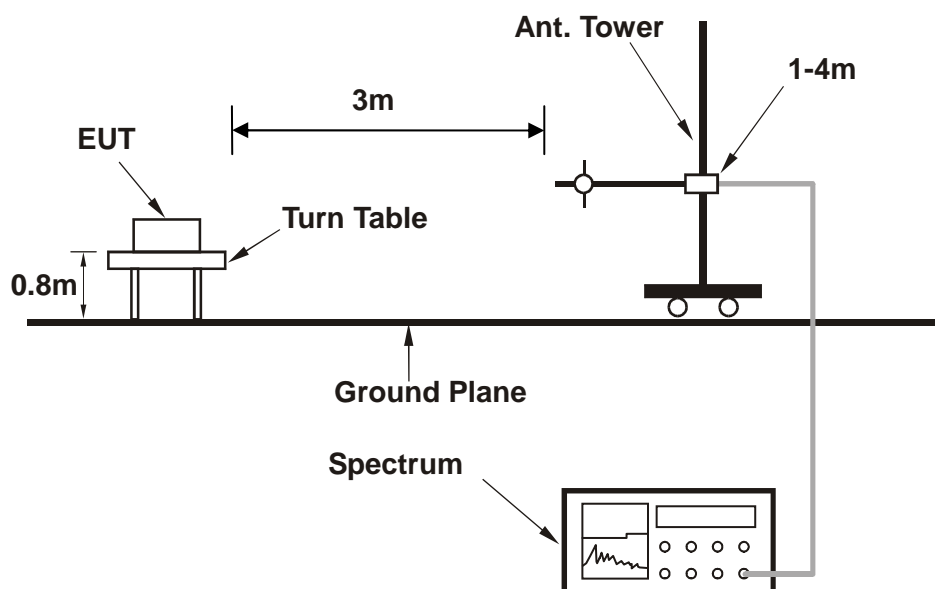 Ant. Tower
1-4m
3m
EUT
Turn Table
0.8m
Ground Plane
Spectrum